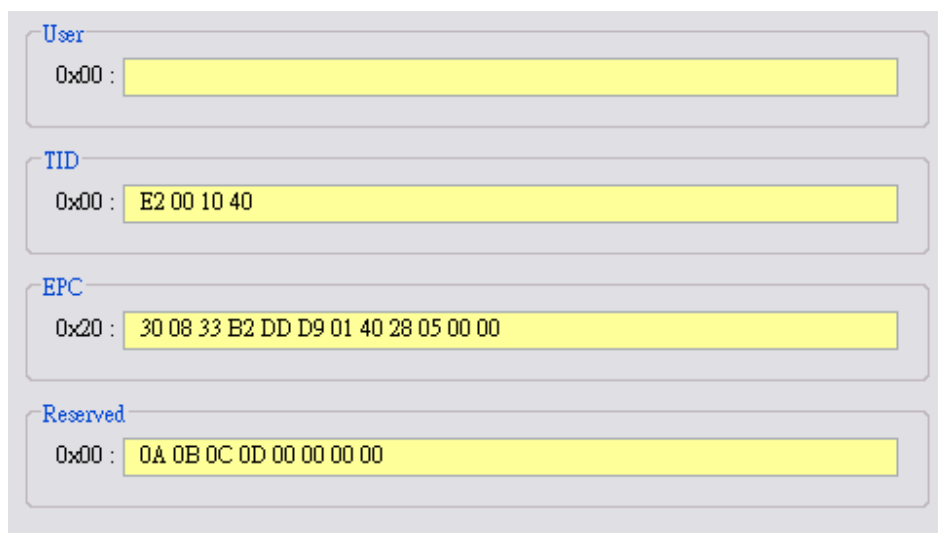 User
0x00 :
TID
0x00 : E2 00 10 40
EPC
0x20 : 30 08 33 B2 DD D9 01 40 28 05 00 00
Reserved
0x00 : 0A 0B 0C 0D 00 00 00 00